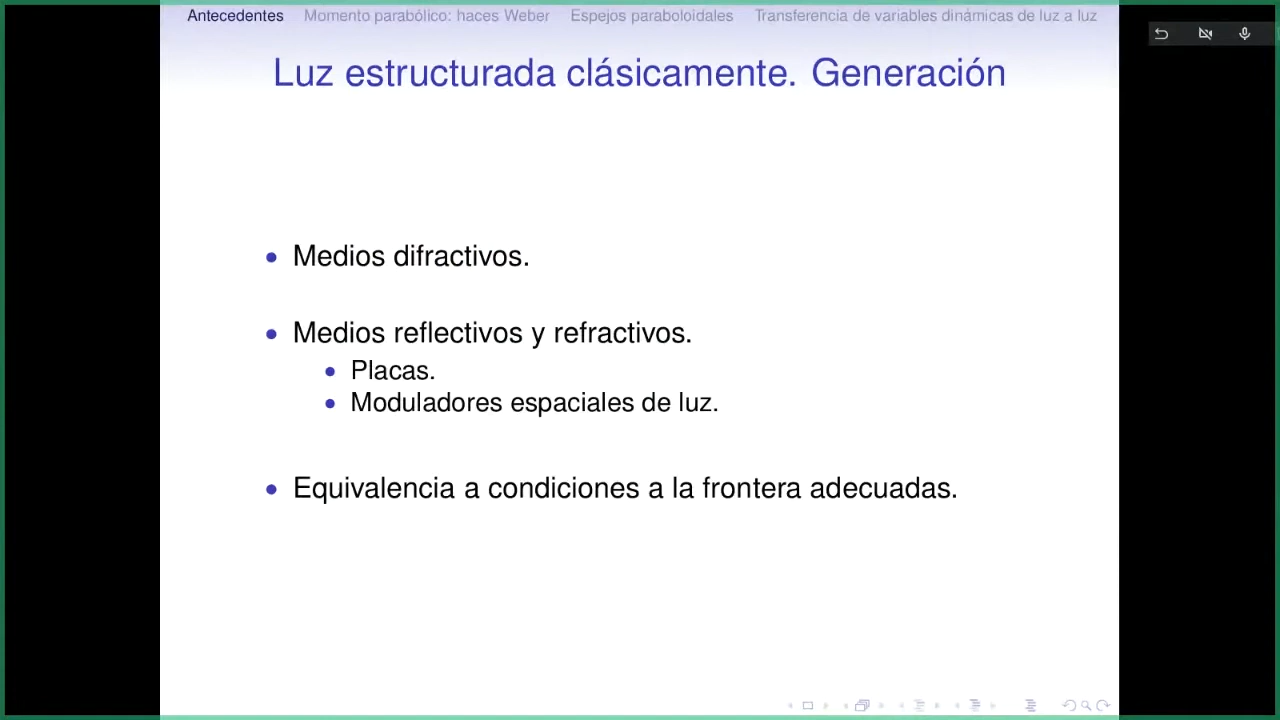 Antecedentes Momento parabólico: haces Weber Espejos paraboloidales Transferencia de variables dinámicas de luz a luz
Luz estructurada clásicamente. Generación
Medios difractivos.
Medios reflectivos y refractivos.
Placas.
Moduladores espaciales de luz.
Equivalencia a condiciones a la frontera adecuadas.